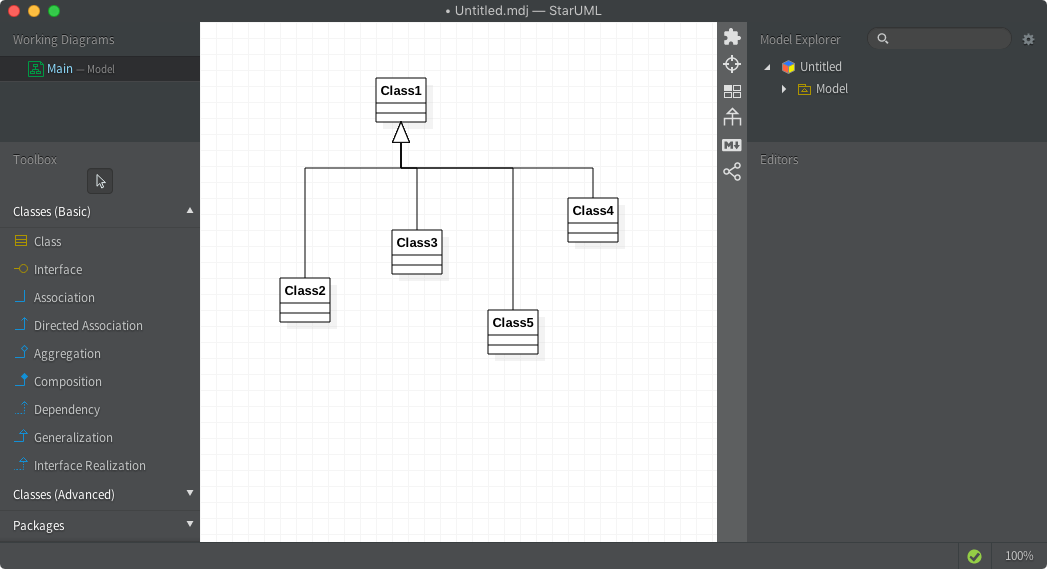 • Untitled.mdj — StarUML
Working Diagrams
Main — Model
Toolbox
Classes (Basic)
Class
Interface
Association
Directed Association
Aggregation
Composition
Dependency
Generalization
Interface Realization
Classes (Advanced)
Packages
Class1
Class4
Class3
Class2
Class5
M
Model Explorer
Untitled
Model
Editors
100%